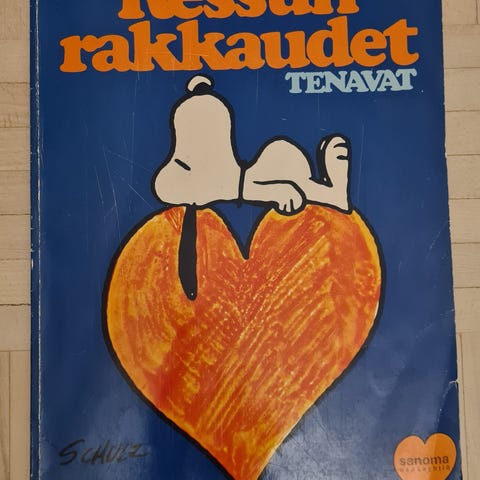 Ressun
rakkaudet
TENAVAT
SCHULZ
sanoma